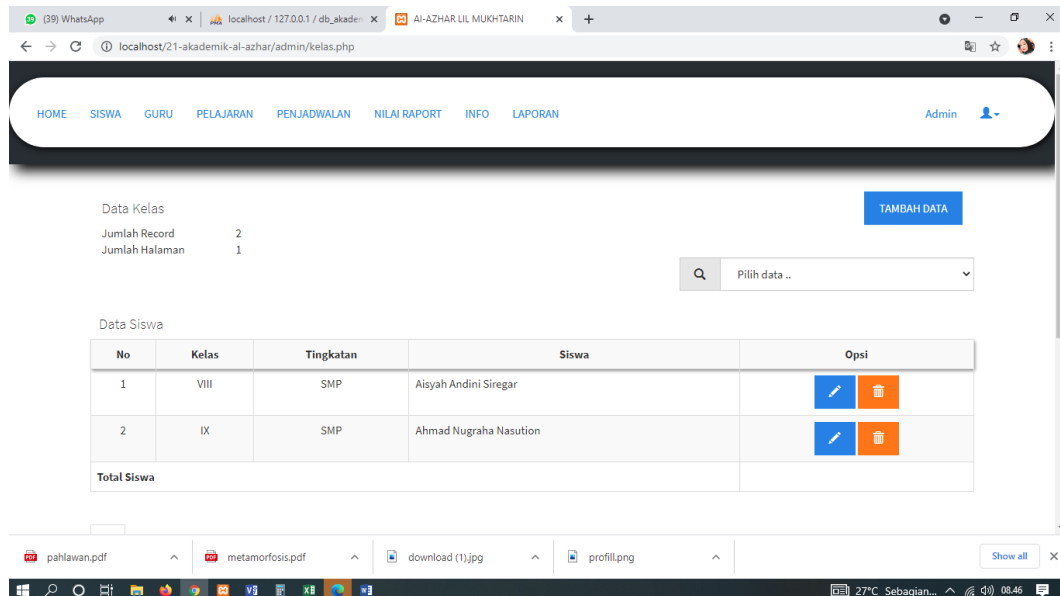 (39) WhatsApp
localhost / 127.0.0.1 / db_akaden
Al-AZHAR LIL MUKHTARIN
localhost/21-akademik-al-azhar/admin/kelas.php
HOME SISWA GURU PELAJARAN PENJADWALAN NILAI RAPORT INFO LAPORAN Admin
Data Kelas TAMBAH DATA
Jumlah Record 2
Jumlah Halaman 1
Pilih data ..
Data Siswa
No Kelas Tingkatan Siswa Opsi
1 VIII SMP Aisyah Andini Siregar
2 IX SMP Ahmad Nugraha Nasution
Total Siswa
pahlawan.pdf metamorfosis.pdf download (1).jpg profill.png Show all
27°C Sebagian... 08.46